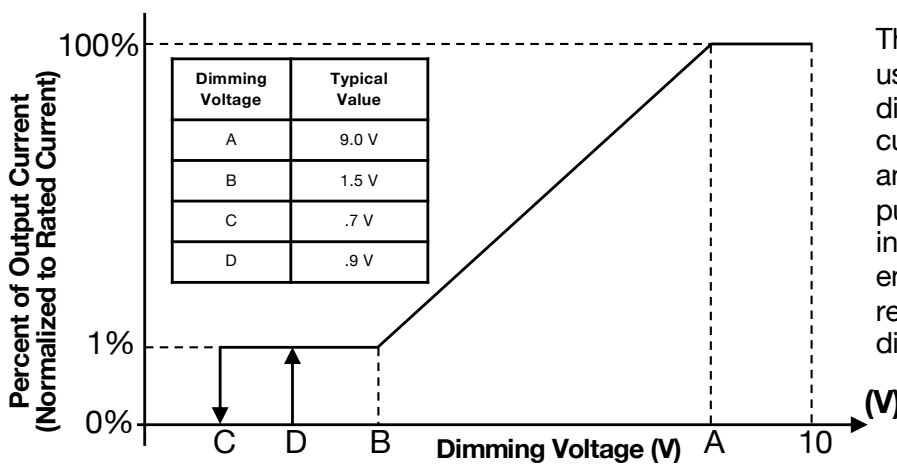 100%
Percent of Output Current
(Normalized to Rated Current)
Dimming Voltage
Typical Value
A 9.0 V
B 1.5 V
C .7 V
D .9 V
1%
0%
C D B Dimming Voltage (V) A 10 (V)